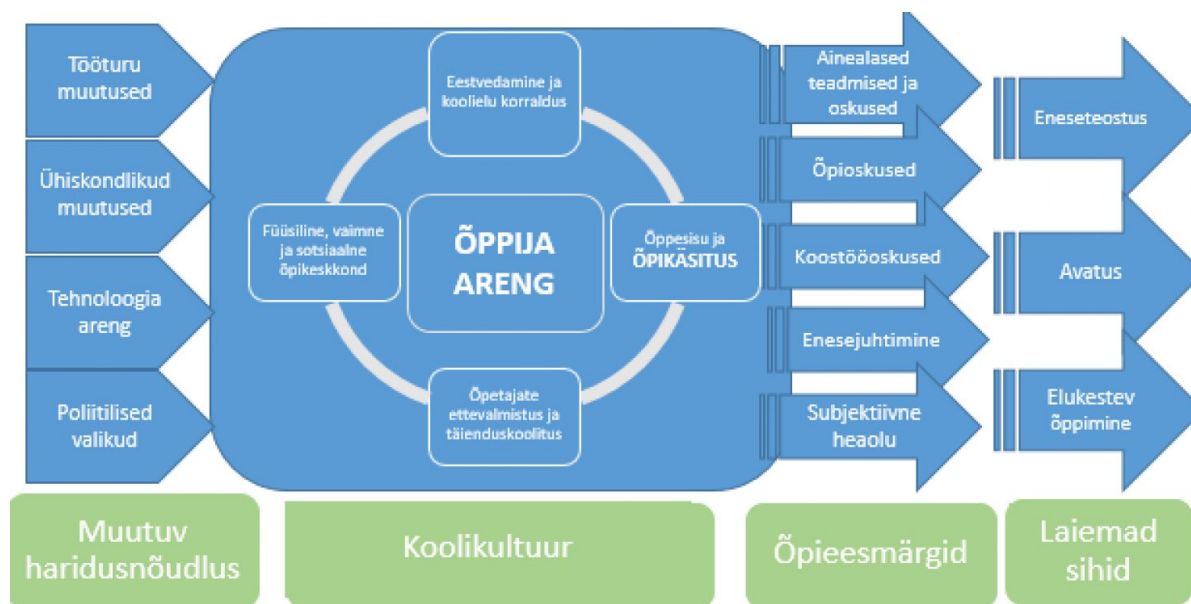 Tööturu
muutused
Ühiskondlikud
muutused
Tehnoloogia
areng
Poliitilised
valikud
Eestvedamine ja
koolielu korraldus
Füüsiline, vaimne
ja sotsiaalne
õpikeskkond
ÕPPIJA
ARENG
Õppesisu ja
ÕPIKÄSITUS
Õpetajate
ettevalmistus ja
täienduskoolitus
Ainealased
teadmised ja
oskused
Õpioskused
Koostööoskused
Enesejuhtimine
Subjektiivne
heaolu
Eneseteostus
Avatus
Elukestev
õppimine
Muutuv
haridusnõudlus
Koolikultuur
Õpieesmärgid
Laiemad
sihid